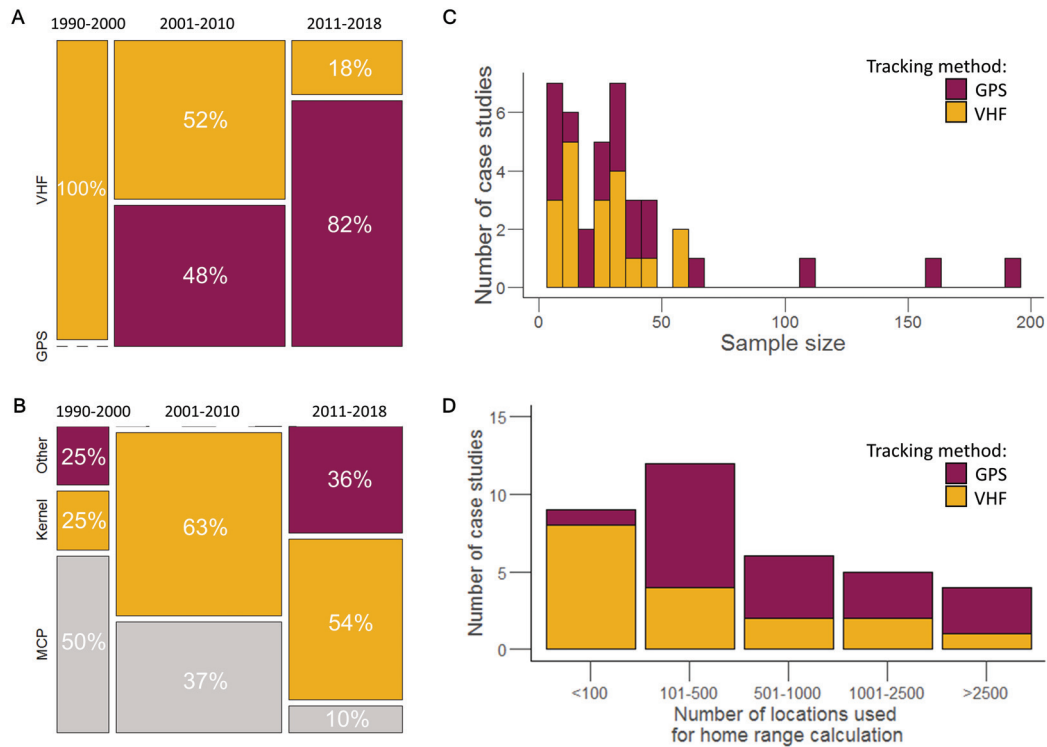 A
1990-2000 2001-2010 2011-2018
VHF
GPS
100%
52%
48%
18%
82%
B
1990-2000 2001-2010 2011-2018
Other
Kernel
MCP
25%
25%
50%
63%
37%
36%
54%
10%
C
Number of case studies
6
4
2
0
0 50 100 150 200
Sample size
Tracking method:
GPS
VHF
D
Number of case studies
15
10
5
0
<100 101-500 501-1000 1001-2500 >2500
Number of locations used
for home range calculation
Tracking method:
GPS
VHF